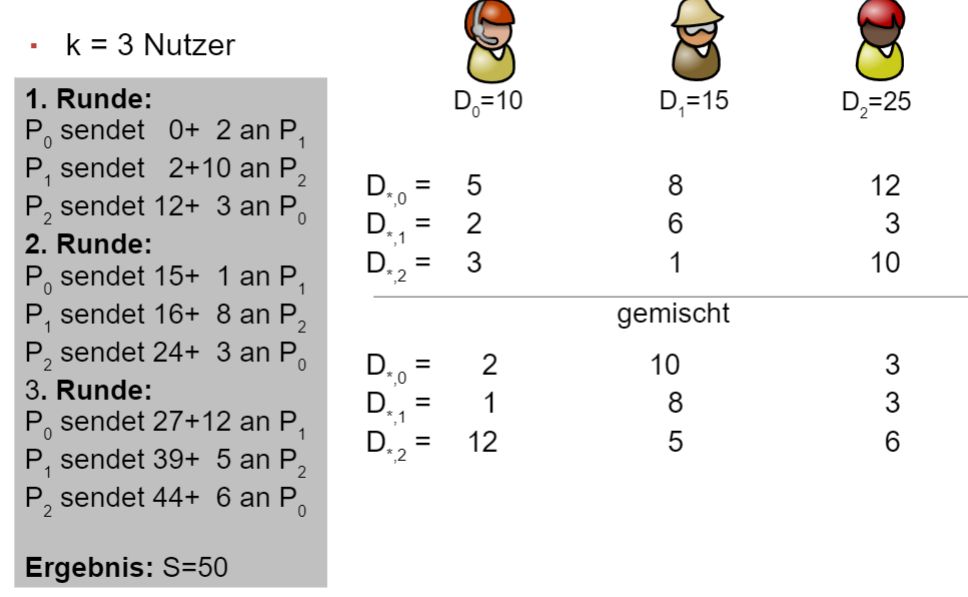 ▪ k = 3 Nutzer
1. Runde:
P₀ sendet 0+ 2 an P₁
P₁ sendet 2+10 an P₂
P₂ sendet 12+ 3 an P₀
2. Runde:
P₀ sendet 15+ 1 an P₁
P₁ sendet 16+ 8 an P₂
P₂ sendet 24+ 3 an P₀
3. Runde:
P₀ sendet 27+12 an P₁
P₁ sendet 39+ 5 an P₂
P₂ sendet 44+ 6 an P₀
Ergebnis: S=50
D₀=10 D₁=15 D₂=25
D*,0 = 5 8 12
D*,1 = 2 6 3
D*,2 = 3 1 10
gemischt
D*,0 = 2 10 3
D*,1 = 1 8 3
D*,2 = 12 5 6